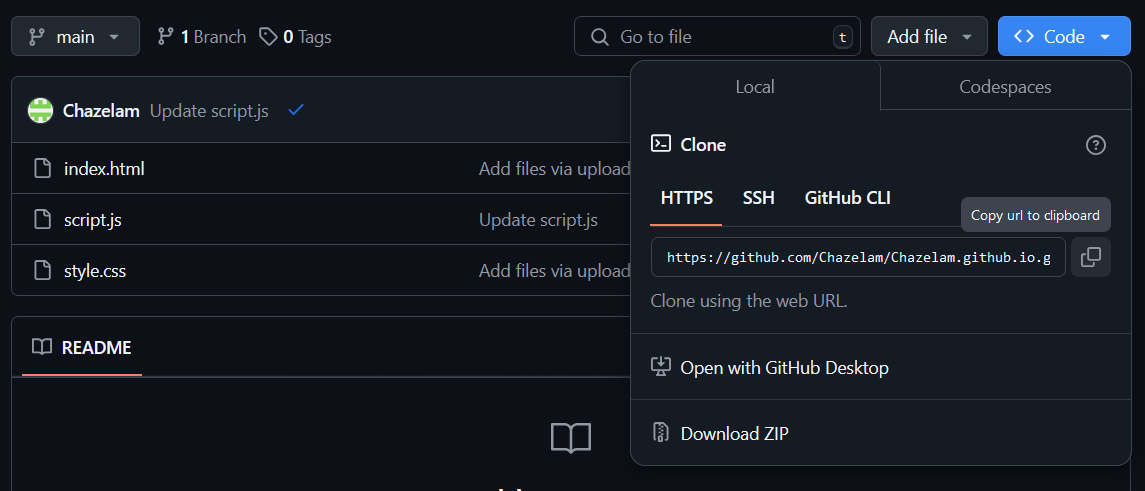 main
1 Branch
0 Tags
Go to file
t
Add file
Code
Chazelam Update script.js
index.html Add files via upload
script.js Update script.js
style.css Add files via upload
README
Local Codespaces
Clone
HTTPS SSH GitHub CLI
Copy url to clipboard
https://github.com/Chazelam/Chazelam.github.io.g
Clone using the web URL.
Open with GitHub Desktop
Download ZIP